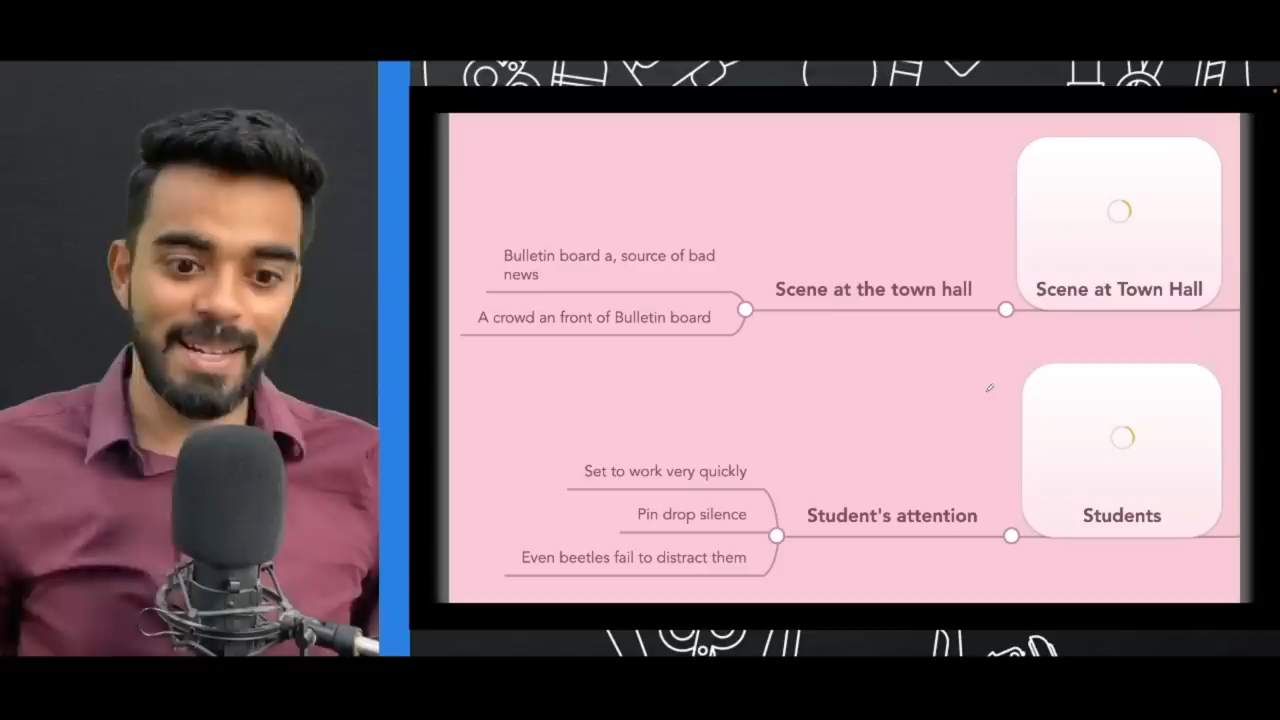 Bulletin board a, source of bad
news
A crowd an front of Bulletin board
Scene at the town hall
Scene at Town Hall
Set to work very quickly
Pin drop silence
Even beetles fail to distract them
Student's attention
Students